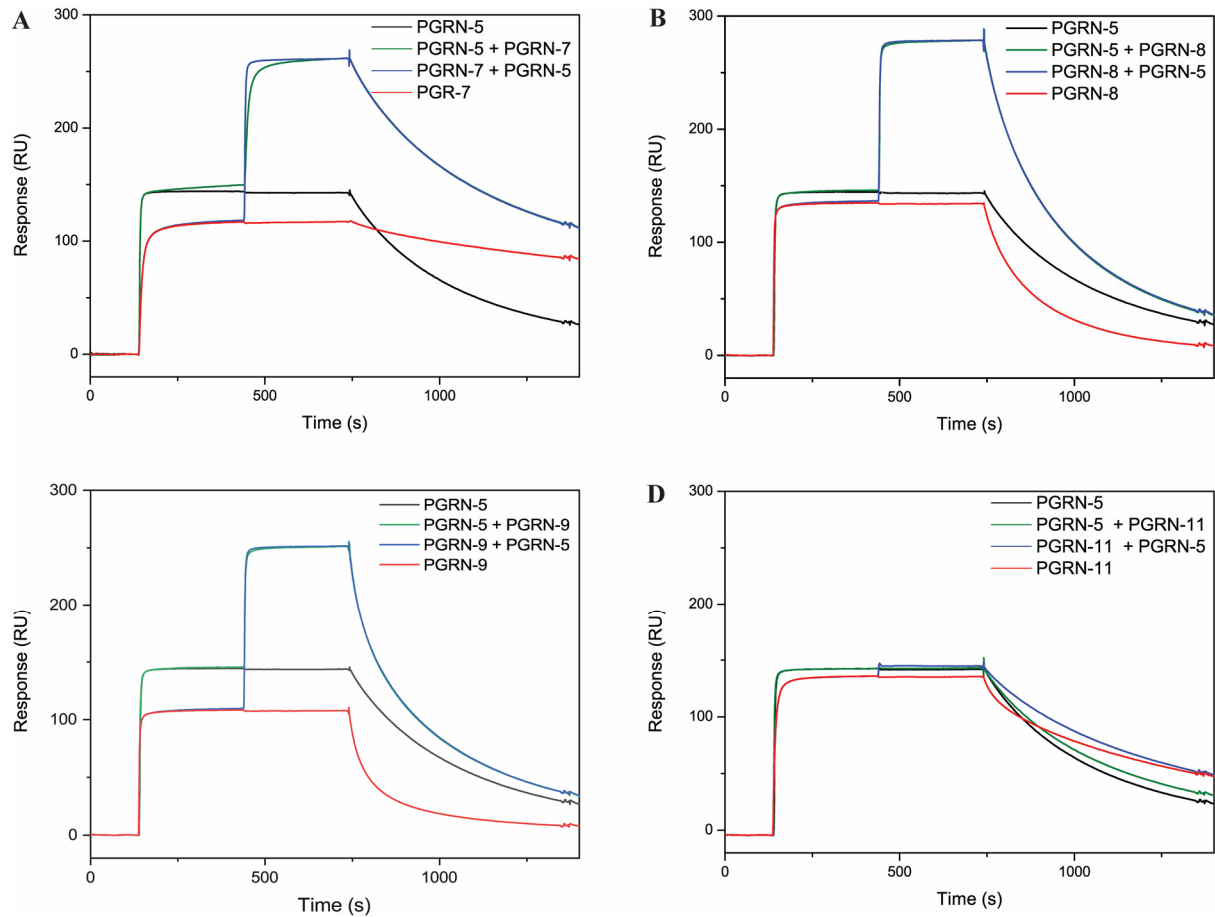 A
PGRN-5
PGRN-5 + PGRN-7
PGRN-7 + PGRN-5
PGR-7
Response (RU)
300
200
100
0
0
500
1000
Time (s)
B
PGRN-5
PGRN-5 + PGRN-8
PGRN-8 + PGRN-5
PGRN-8
Response (RU)
300
200
100
0
0
500
1000
Time (s)
PGRN-5
PGRN-5 + PGRN-9
PGRN-9 + PGRN-5
PGRN-9
Response (RU)
300
200
100
0
0
500
1000
Time (s)
D
PGRN-5
PGRN-5 + PGRN-11
PGRN-11 + PGRN-5
PGRN-11
Response (RU)
300
200
100
0
0
500
1000
Time (s)